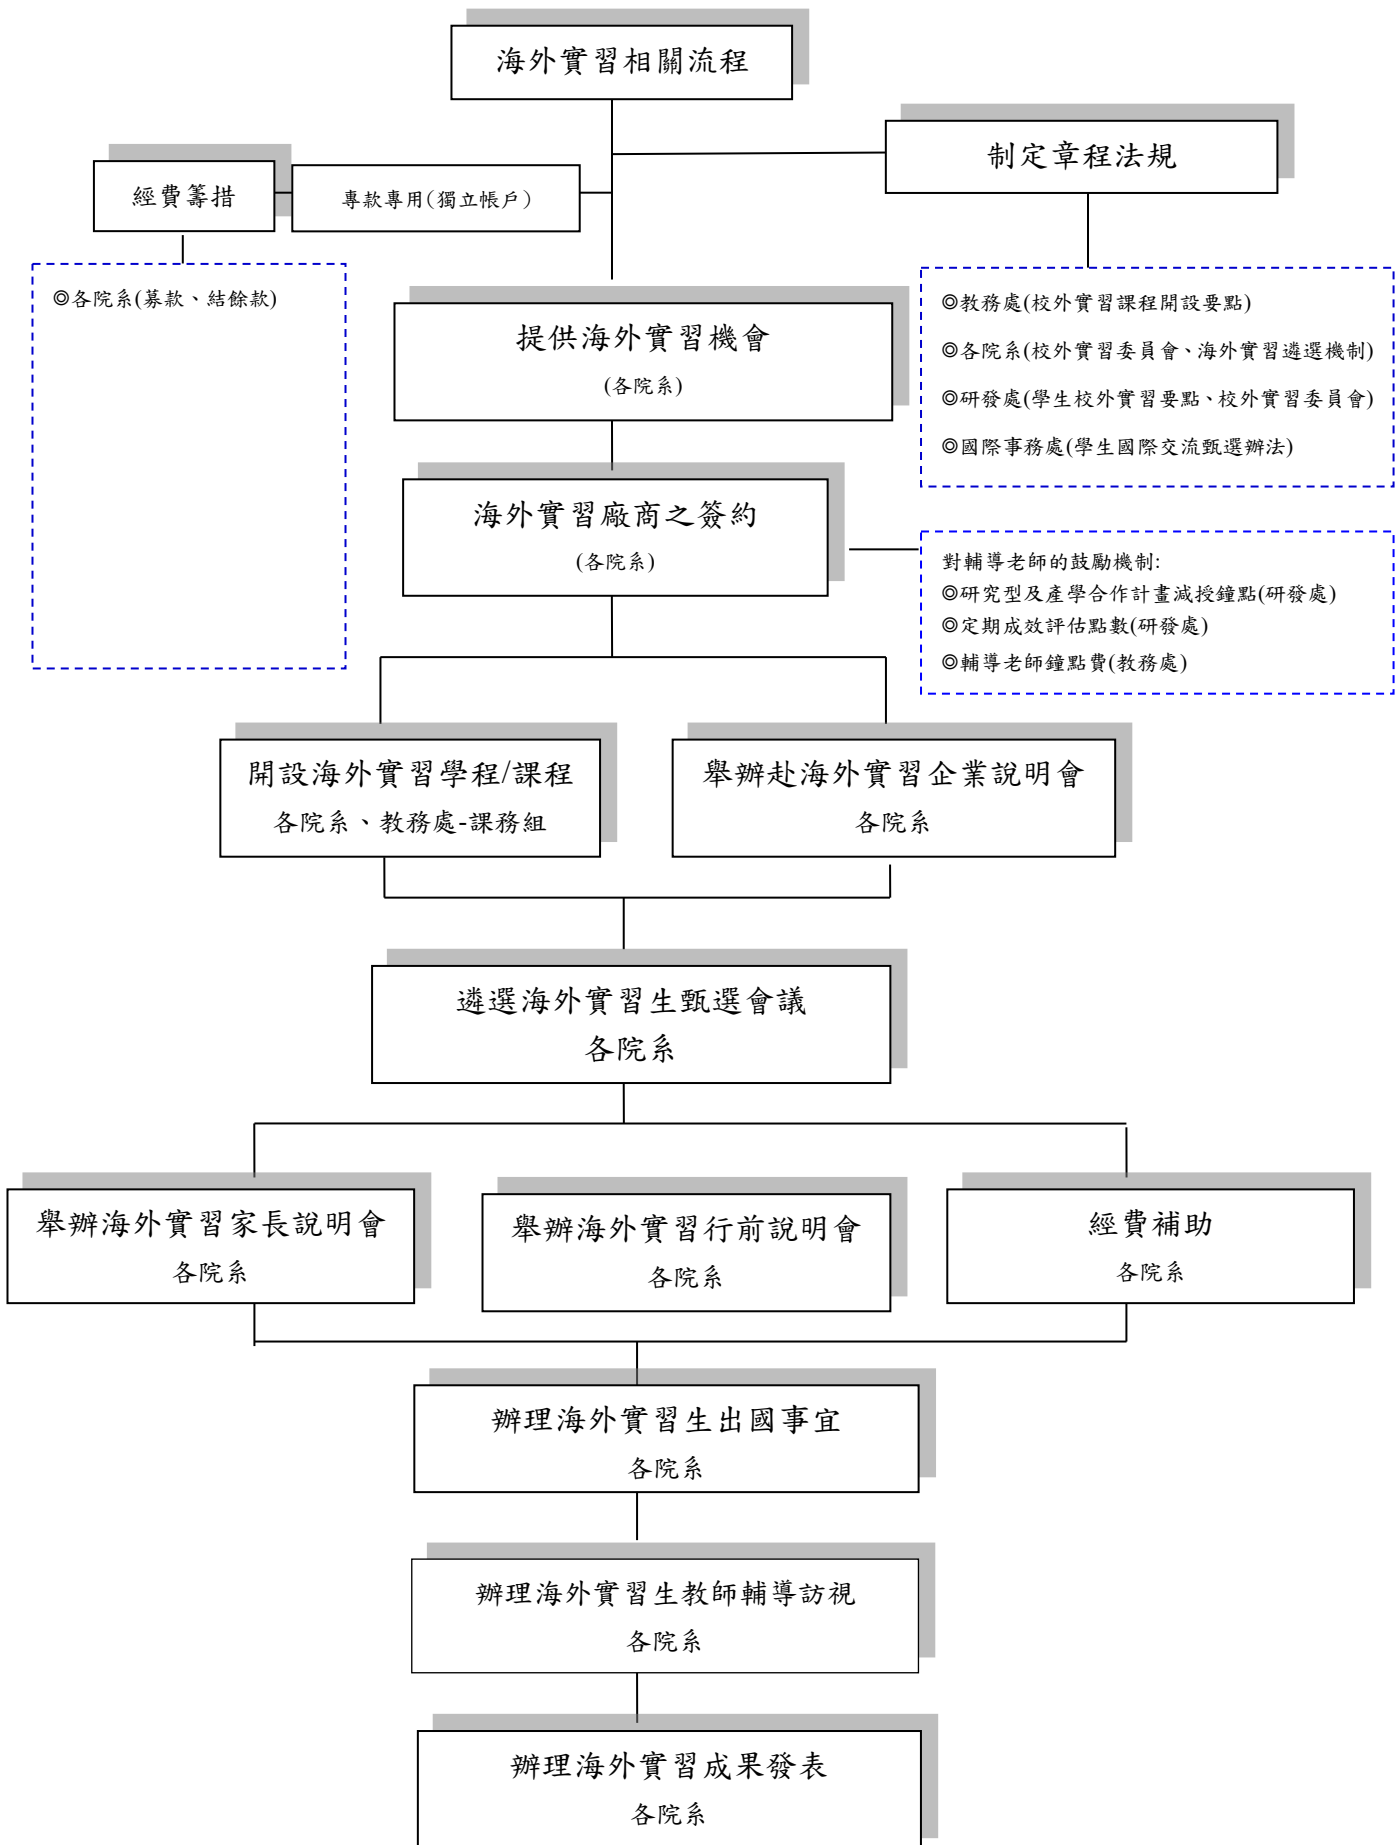 海外實習相關流程
制定章程法規
經費籌措
專款專用(獨立帳戶)
◎各院系(募款、結餘款)
◎教務處(校外實習課程開設要點)
◎各院系(校外實習委員會、海外實習遴選機制)
◎研發處(學生校外實習要點、校外實習委員會)
◎國際事務處(學生國際交流甄選辦法)
提供海外實習機會
(各院系)
海外實習廠商之簽約
(各院系)
對輔導老師的鼓勵機制:
◎研究型及產學合作計畫減授鐘點(研發處)
◎定期成效評估點數(研發處)
◎輔導老師鐘點費(教務處)
開設海外實習學程/課程
各院系、教務處-課務組
舉辦赴海外實習企業說明會
各院系
遴選海外實習生甄選會議
各院系
舉辦海外實習家長說明會
各院系
舉辦海外實習行前說明會
各院系
經費補助
各院系
辦理海外實習生出國事宜
各院系
辦理海外實習生教師輔導訪視
各院系
辦理海外實習成果發表
各院系